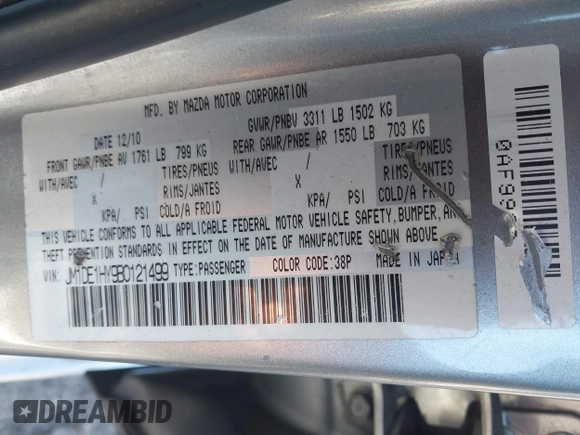 MFD. BY MAZDA MOTOR CORPORATION
DATE 12/10
GVWR/PNBV 3311 LB 1502 KG
FRONT GAWR/PNBE AV 1761 LB 799 KG
REAR GAWR/PNBE AR 1550 LB 703 KG
WITH/AVEC / TIRES/PNEUS
WITH/AVEC / TIRES/PNEUS
X RIMS/JANTES
X RIMS/JANTES
KPA/ PSI COLD/A FROID
KPA/ PSI COLD/A FROID
THIS VEHICLE CONFORMS TO ALL APPLICABLE FEDERAL MOTOR VEHICLE SAFETY, BUMPER, AN
THEFT PREVENTION STANDARDS IN EFFECT ON THE DATE OF MANUFACTURE SHOWN ABOVE
VIN: JM1DE1HY9B0121499 TYPE:PASSENGER COLOR CODE:38P MADE IN JAPAN
0AF99
DREAMBID